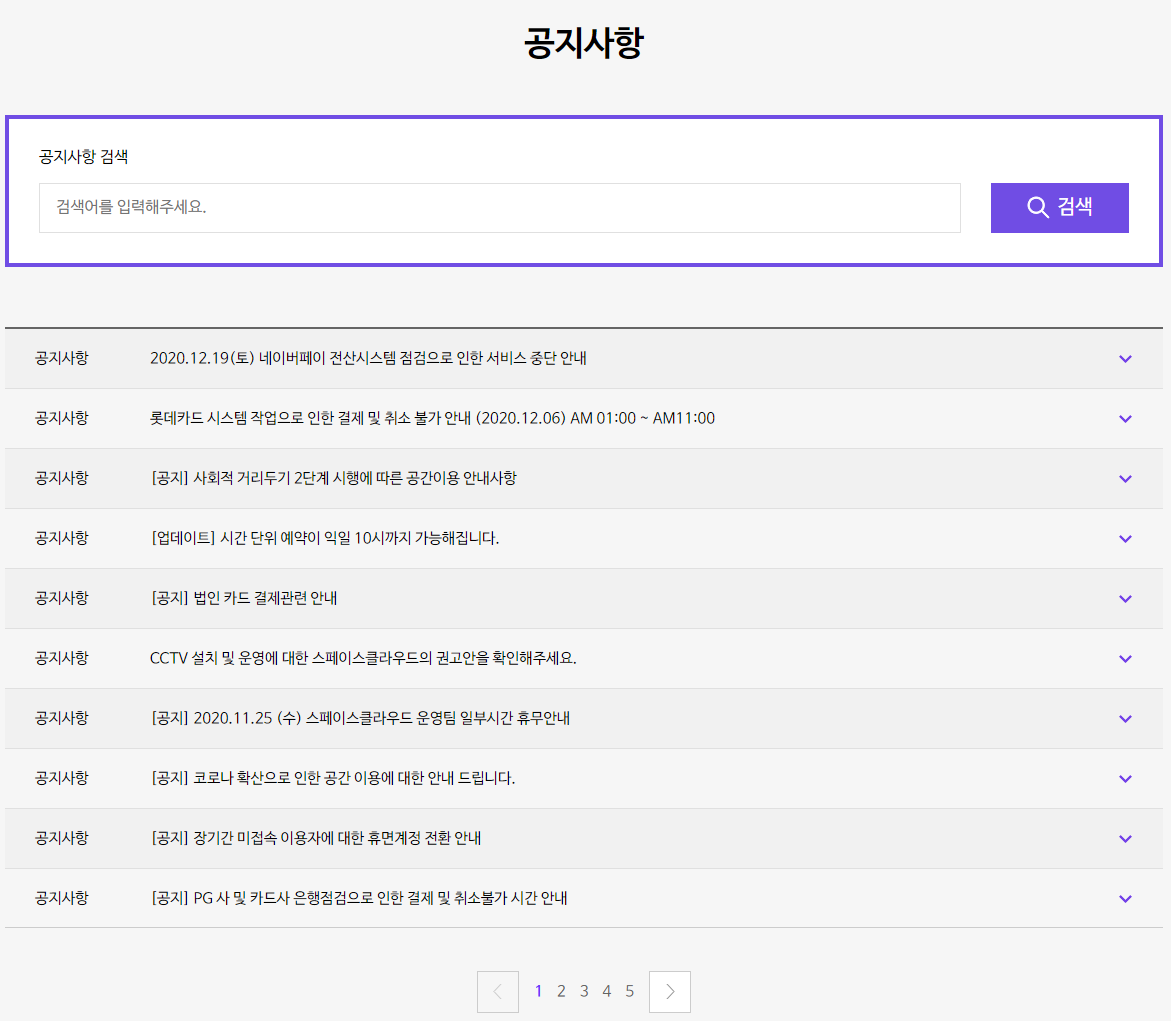 공지사항
공지사항 검색
검색어를 입력해주세요.
검색
공지사항 2020.12.19(토) 네이버페이 전산시스템 점검으로 인한 서비스 중단 안내
공지사항 롯데카드 시스템 작업으로 인한 결제 및 취소 불가 안내 (2020.12.06) AM 01:00 ~ AM11:00
공지사항 [공지] 사회적 거리두기 2단계 시행에 따른 공간이용 안내사항
공지사항 [업데이트] 시간 단위 예약이 익일 10시까지 가능해집니다.
공지사항 [공지] 법인 카드 결제관련 안내
공지사항 CCTV 설치 및 운영에 대한 스페이스클라우드의 권고안을 확인해주세요.
공지사항 [공지] 2020.11.25 (수) 스페이스클라우드 운영팀 일부시간 휴무안내
공지사항 [공지] 코로나 확산으로 인한 공간 이용에 대한 안내 드립니다.
공지사항 [공지] 장기간 미접속 이용자에 대한 휴면계정 전환 안내
공지사항 [공지] PG 사 및 카드사 은행점검으로 인한 결제 및 취소불가 시간 안내
1 2 3 4 5